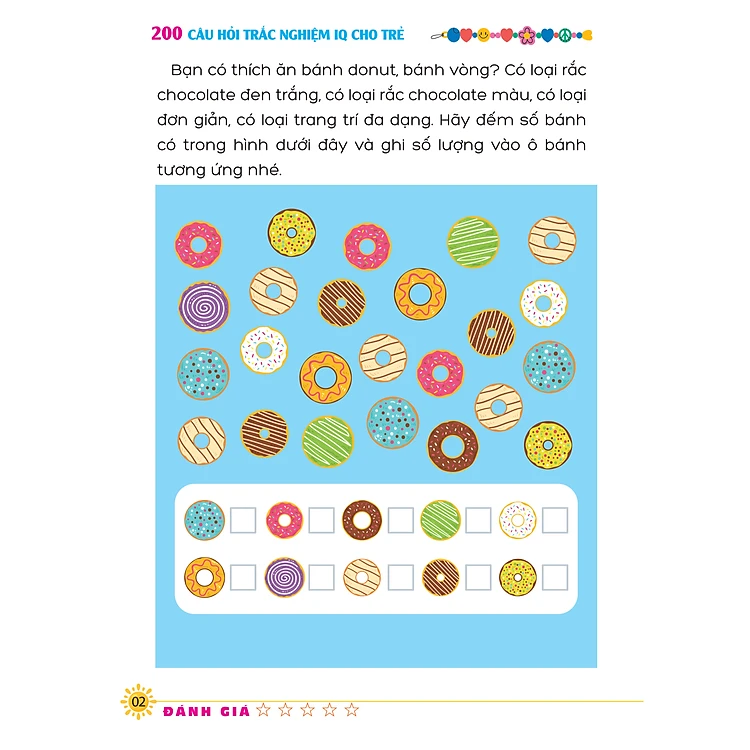 200 CÂU HỎI TRẮC NGHIỆM IQ CHO TRẺ
Bạn có thích ăn bánh donut, bánh vòng? Có loại rắc
chocolate đen trắng, có loại rắc chocolate màu, có loại
đơn giản, có loại trang trí đa dạng. Hãy đếm số bánh
có trong hình dưới đây và ghi số lượng vào ô bánh
tương ứng nhé.
02
ĐÁNH GIÁ